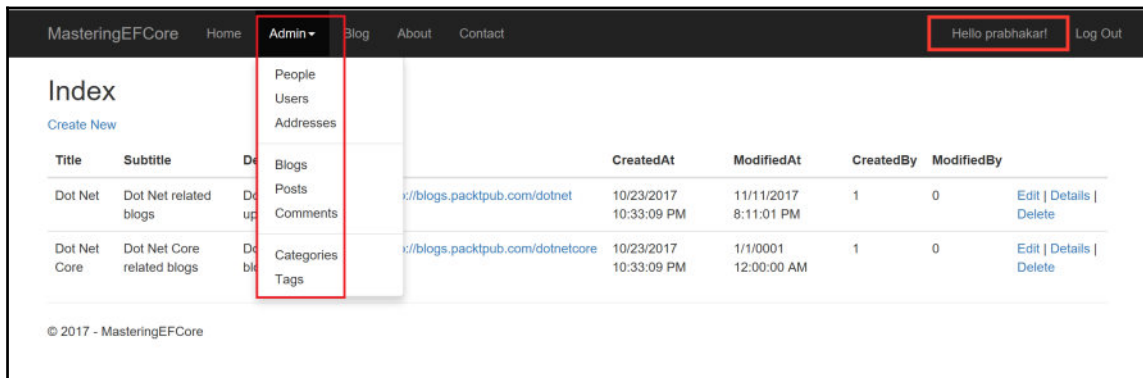 MasteringEFCore Home Admin Blog About Contact Hello prabhakar! Log Out
People
Users
Addresses
Blogs
Posts
Comments
Categories
Tags
Index
Create New
Title Subtitle CreatedAt ModifiedAt CreatedBy ModifiedBy
Dot Net Dot Net related ://blogs.packtpub.com/dotnet 10/23/2017 11/11/2017 1 0 Edit | Details |
blogs up 10:33:09 PM 8:11:01 PM Delete
Dot Net Dot Net Core ://blogs.packtpub.com/dotnetcore 10/23/2017 1/1/0001 1 0 Edit | Details |
Core related blogs 10:33:09 PM 12:00:00 AM Delete
© 2017 - MasteringEFCore